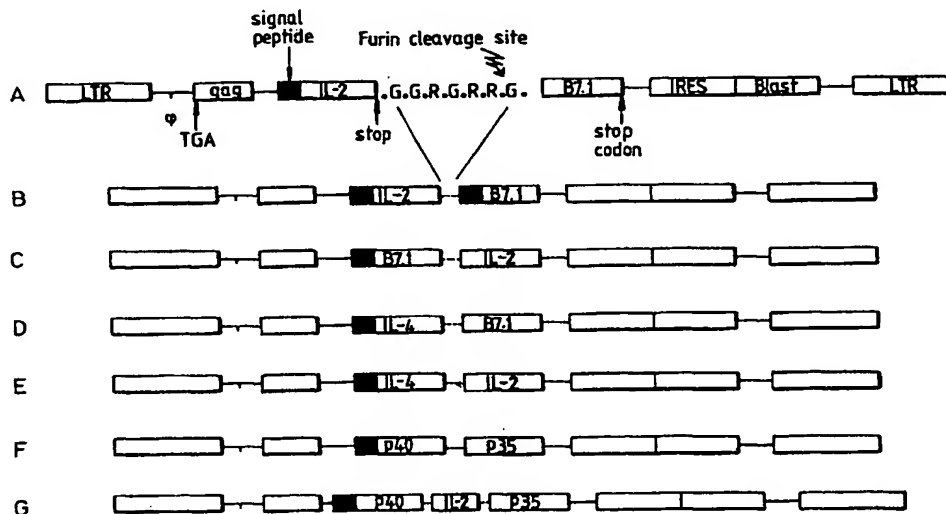 signal
peptide
Furin cleavage site
A LTR gag IL-2 .G.G.R.G.R.R.G. B7.1 IRES Blast LTR
φ
TGA
stop
stop
codon
B IL-2 B7.1
C B7.1 IL-2
D IL-4 B7.1
E IL-4 IL-2
F P40 P35
G P40 IL-2 P35